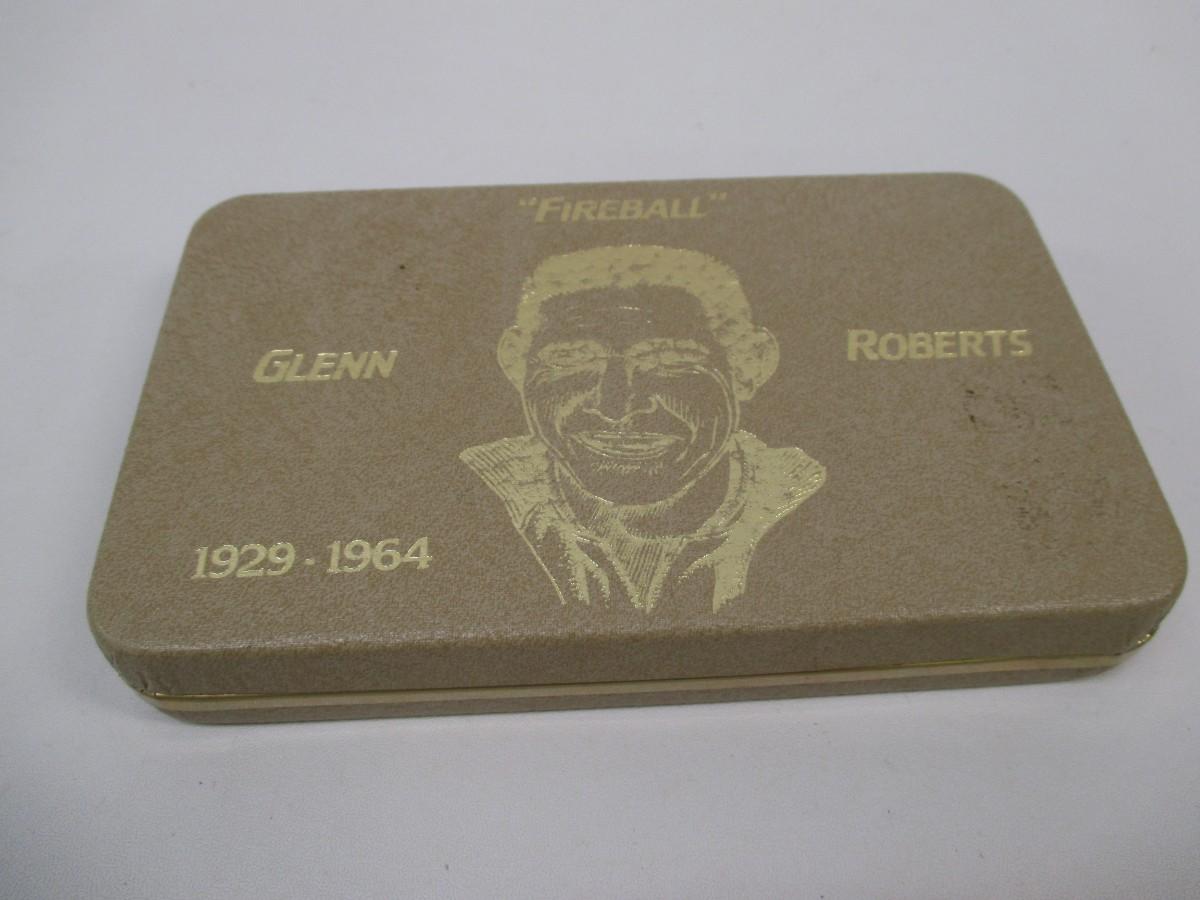 "FIREBALL"
GLENN
ROBERTS
1929 - 1964